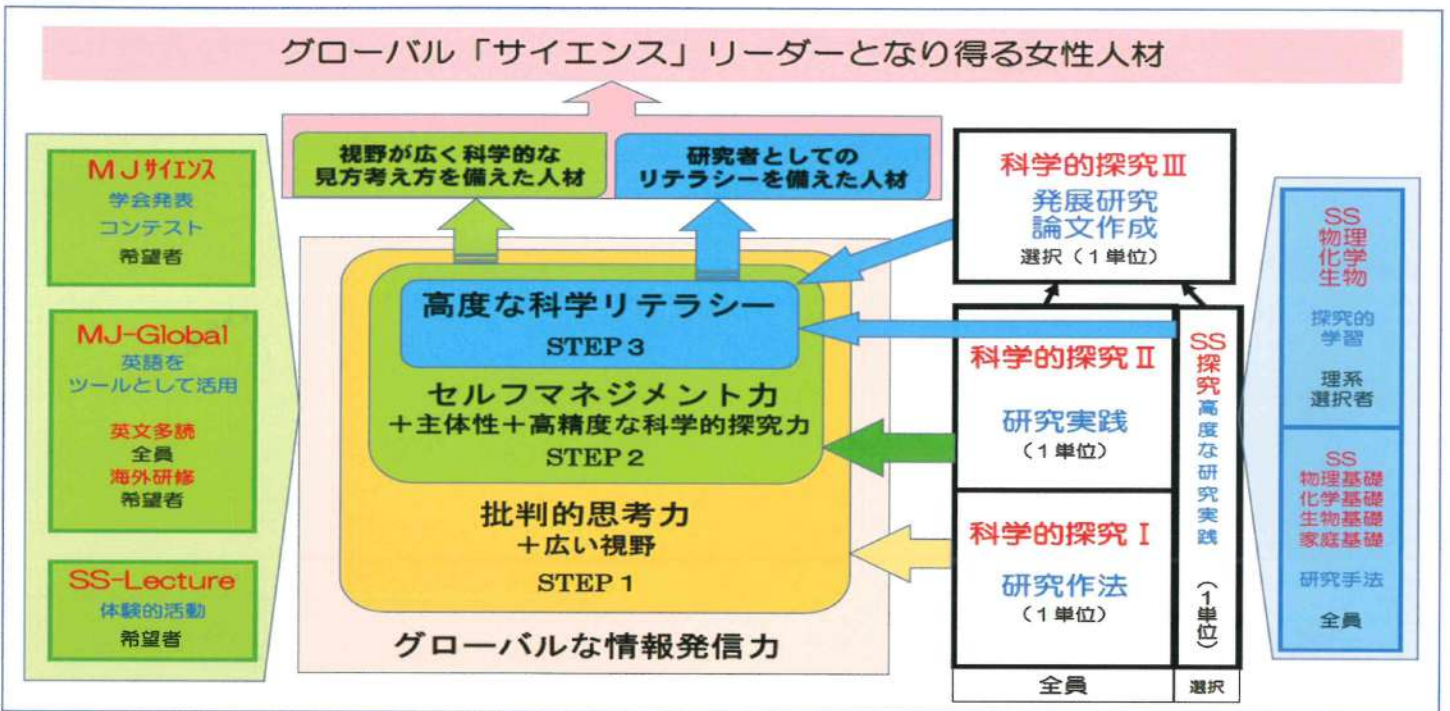 グローバル「サイエンス」リーダーとなり得る女性人材
視野が広く科学的な
見方考え方を備えた人材
研究者としての
リテラシーを備えた人材
MJサイエンス
学会発表
コンテスト
希望者
MJ-Global
英語を
ツールとして活用
英文多読
全員
海外研修
希望者
SS-Lecture
体験的活動
希望者
高度な科学リテラシー
STEP 3
セルフマネジメント力
+主体性+高精度な科学的探究力
STEP 2
批判的思考力
+広い視野
STEP 1
グローバルな情報発信力
科学的探究Ⅲ
発展研究
論文作成
選択(1単位)
科学的探究Ⅱ
研究実践
(1単位)
科学的探究Ⅰ
研究作法
(1単位)
SS探究高度な研究実践(1単位)
全員
選択
SS
物理
化学
生物
探究的
学習
理系
選択者
SS
物理基礎
化学基礎
生物基礎
家庭基礎
研究手法
全員